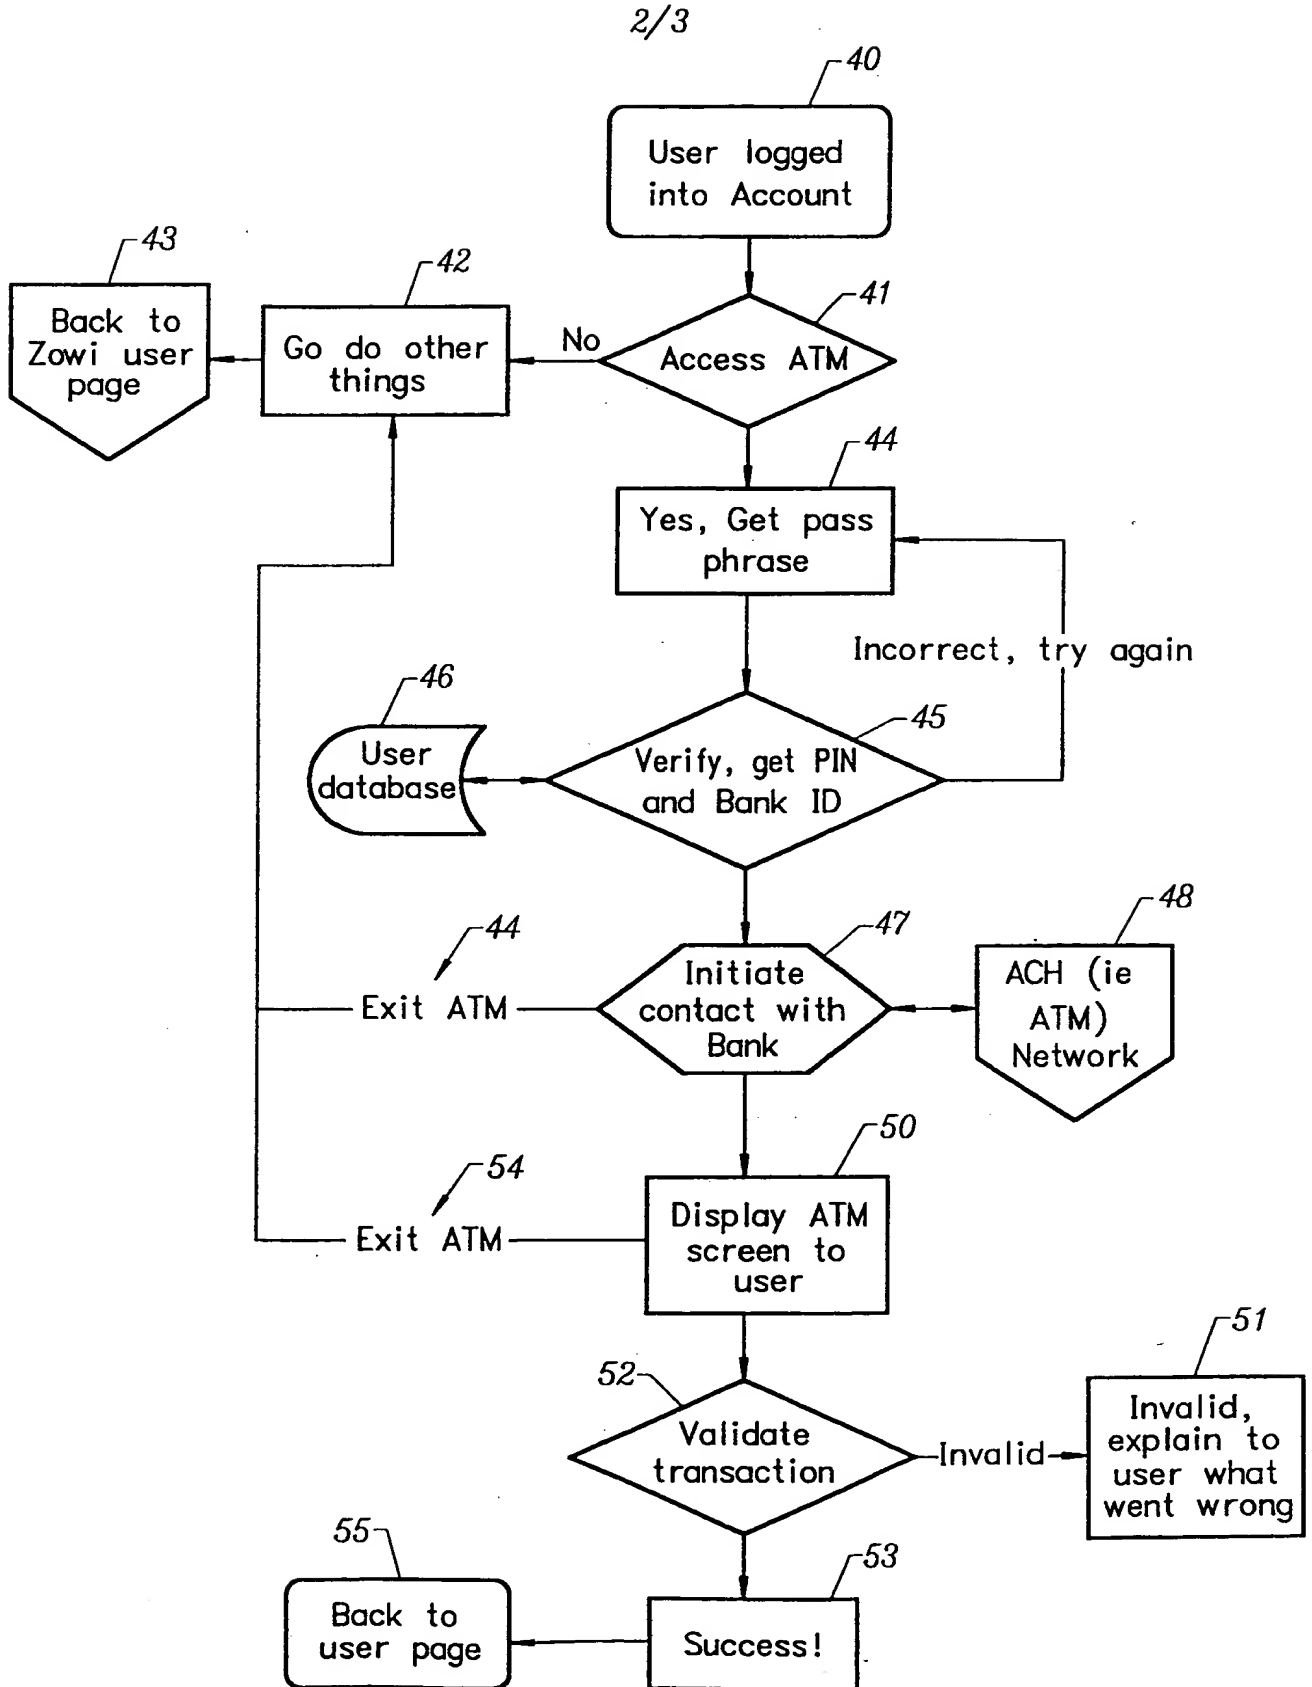 2/3
40
User logged
into Account
43
42
41
Back to
Zowi user
page
Go do other
things
No
Access ATM
44
Yes, Get pass
phrase
Incorrect, try again
46
45
User
database
Verify, get PIN
and Bank ID
44
47
48
Exit ATM
Initiate
contact with
Bank
ACH (ie
ATM)
Network
54
50
Exit ATM
Display ATM
screen to
user
52
51
Validate
transaction
Invalid
Invalid,
explain to
user what
went wrong
55
53
Back to
user page
Success!